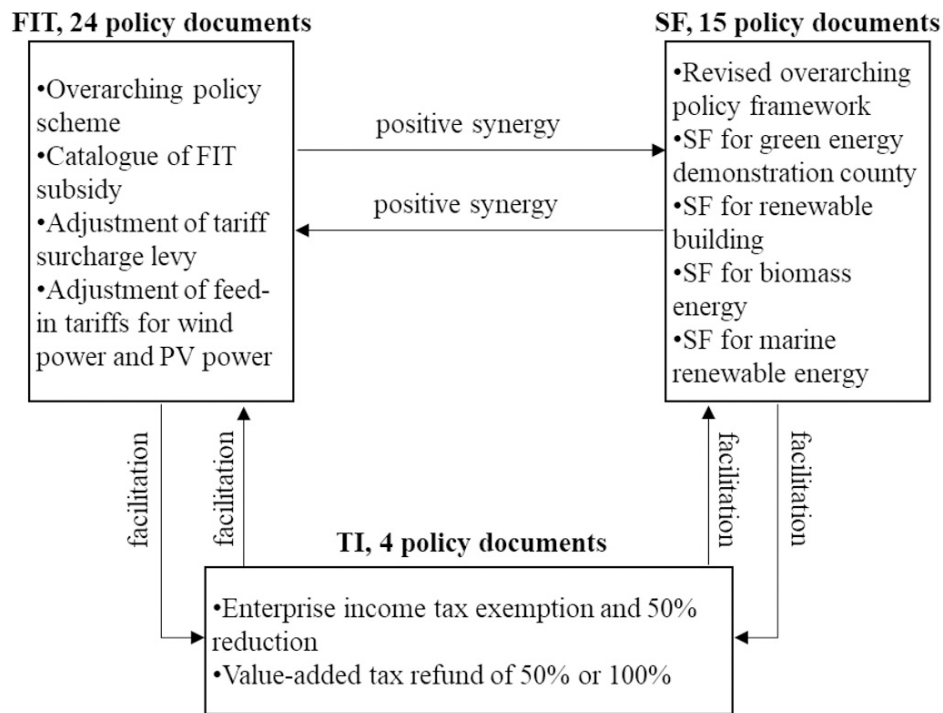 FIT, 24 policy documents
•Overarching policy
scheme
•Catalogue of FIT
subsidy
•Adjustment of tariff
surcharge levy
•Adjustment of feed-
in tariffs for wind
power and PV power
positive synergy
positive synergy
SF, 15 policy documents
•Revised overarching
policy framework
•SF for green energy
demonstration county
•SF for renewable
building
•SF for biomass
energy
•SF for marine
renewable energy
facilitation
facilitation
facilitation
facilitation
TI, 4 policy documents
•Enterprise income tax exemption and 50%
reduction
•Value-added tax refund of 50% or 100%